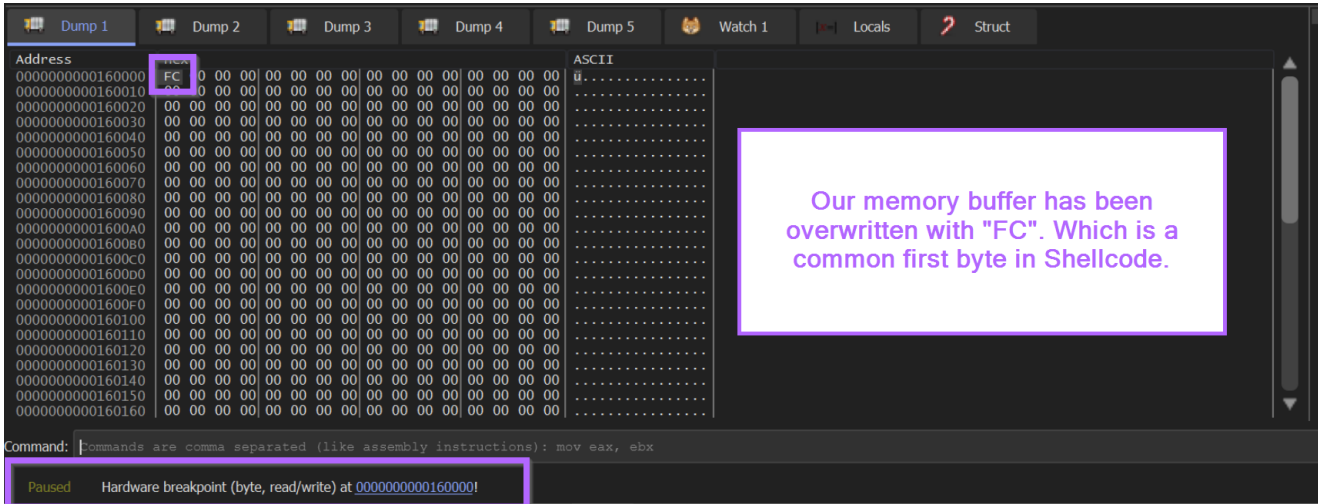 Dump 1 Dump 2 Dump 3 Dump 4 Dump 5 Watch 1 Locals Struct
Address Hex ASCII
0000000000160000 FC 00 00 00 00 00 00 00 00 00 00 00 00 00 00 00 ü...............
0000000000160010 00 00 00 00 00 00 00 00 00 00 00 00 00 00 00 00 ................
0000000000160020 00 00 00 00 00 00 00 00 00 00 00 00 00 00 00 00 ................
0000000000160030 00 00 00 00 00 00 00 00 00 00 00 00 00 00 00 00 ................
0000000000160040 00 00 00 00 00 00 00 00 00 00 00 00 00 00 00 00 ................
0000000000160050 00 00 00 00 00 00 00 00 00 00 00 00 00 00 00 00 ................
0000000000160060 00 00 00 00 00 00 00 00 00 00 00 00 00 00 00 00 ................
0000000000160070 00 00 00 00 00 00 00 00 00 00 00 00 00 00 00 00 ................
0000000000160080 00 00 00 00 00 00 00 00 00 00 00 00 00 00 00 00 ................
0000000000160090 00 00 00 00 00 00 00 00 00 00 00 00 00 00 00 00 ................
00000000001600A0 00 00 00 00 00 00 00 00 00 00 00 00 00 00 00 00 ................
00000000001600B0 00 00 00 00 00 00 00 00 00 00 00 00 00 00 00 00 ................
00000000001600C0 00 00 00 00 00 00 00 00 00 00 00 00 00 00 00 00 ................
00000000001600D0 00 00 00 00 00 00 00 00 00 00 00 00 00 00 00 00 ................
00000000001600E0 00 00 00 00 00 00 00 00 00 00 00 00 00 00 00 00 ................
00000000001600F0 00 00 00 00 00 00 00 00 00 00 00 00 00 00 00 00 ................
0000000000160100 00 00 00 00 00 00 00 00 00 00 00 00 00 00 00 00 ................
0000000000160110 00 00 00 00 00 00 00 00 00 00 00 00 00 00 00 00 ................
0000000000160120 00 00 00 00 00 00 00 00 00 00 00 00 00 00 00 00 ................
0000000000160130 00 00 00 00 00 00 00 00 00 00 00 00 00 00 00 00 ................
0000000000160140 00 00 00 00 00 00 00 00 00 00 00 00 00 00 00 00 ................
0000000000160150 00 00 00 00 00 00 00 00 00 00 00 00 00 00 00 00 ................
0000000000160160 00 00 00 00 00 00 00 00 00 00 00 00 00 00 00 00 ................
Our memory buffer has been
overwritten with "FC". Which is a
common first byte in Shellcode.
Command: Commands are comma separated (like assembly instructions): mov eax, ebx
Paused Hardware breakpoint (byte, read/write) at 0000000000160000!